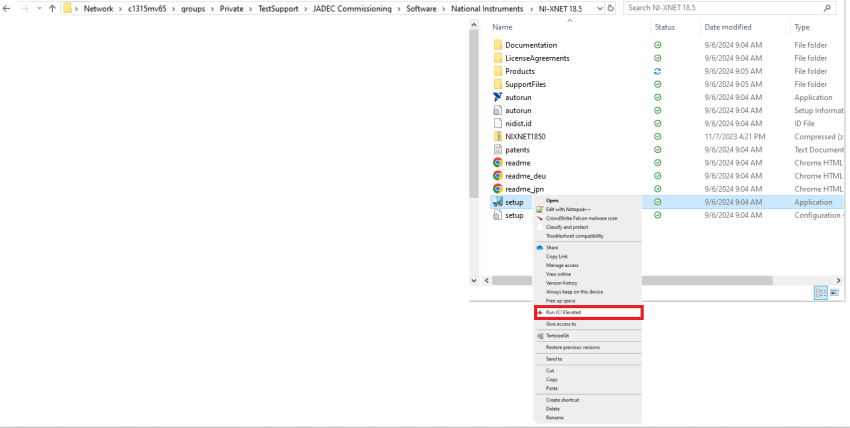 Network > c1315mv65 > groups > Private > TestSupport > JADEC Commissioning > Software > National Instruments > NI-XNET 18.5
Search NI-XNET 18.5
Name Status Date modified Type
Documentation 9/6/2024 9:04 AM File folder
LicenseAgreements 9/6/2024 9:04 AM File folder
Products 9/6/2024 9:05 AM File folder
SupportFiles 9/6/2024 9:05 AM File folder
autorun 9/6/2024 9:04 AM Application
autorun 9/6/2024 9:04 AM Setup Informat
nidist.id 9/6/2024 9:04 AM ID File
NIXNET1850 11/7/2023 4:21 PM Compressed (z
patents 9/6/2024 9:04 AM Text Document
readme 9/6/2024 9:04 AM Chrome HTML
readme_deu 9/6/2024 9:04 AM Chrome HTML
readme_jpn 9/6/2024 9:04 AM Chrome HTML
setup 9/6/2024 9:04 AM Application
setup 9/6/2024 9:04 AM Configuration s
Open
Edit with Notepad++
CrowdStrike Falcon malware scan
Classify and protect
Troubleshoot compatibility
Share
Copy Link
Manage access
View online
Version history
Always keep on this device
Free up space
Run JCI Elevated
Give access to
TortoiseGit
Restore previous versions
Send to
Cut
Copy
Paste
Create shortcut
Delete
Rename